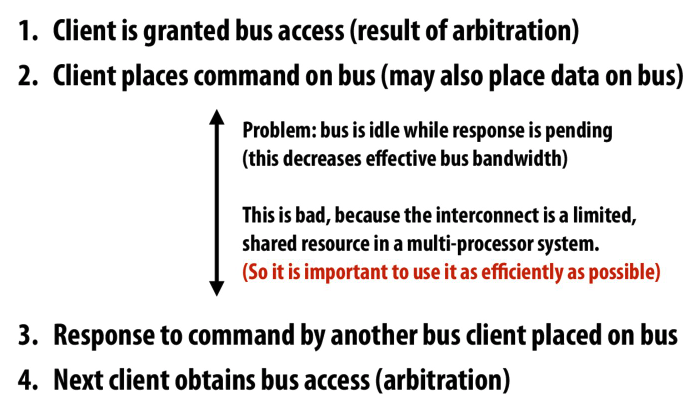 1. Client is granted bus access (result of arbitration)
2. Client places command on bus (may also place data on bus)
Problem: bus is idle while response is pending
(this decreases effective bus bandwidth)
This is bad, because the interconnect is a limited,
shared resource in a multi-processor system.
(So it is important to use it as efficiently as possible)
3. Response to command by another bus client placed on bus
4. Next client obtains bus access (arbitration)